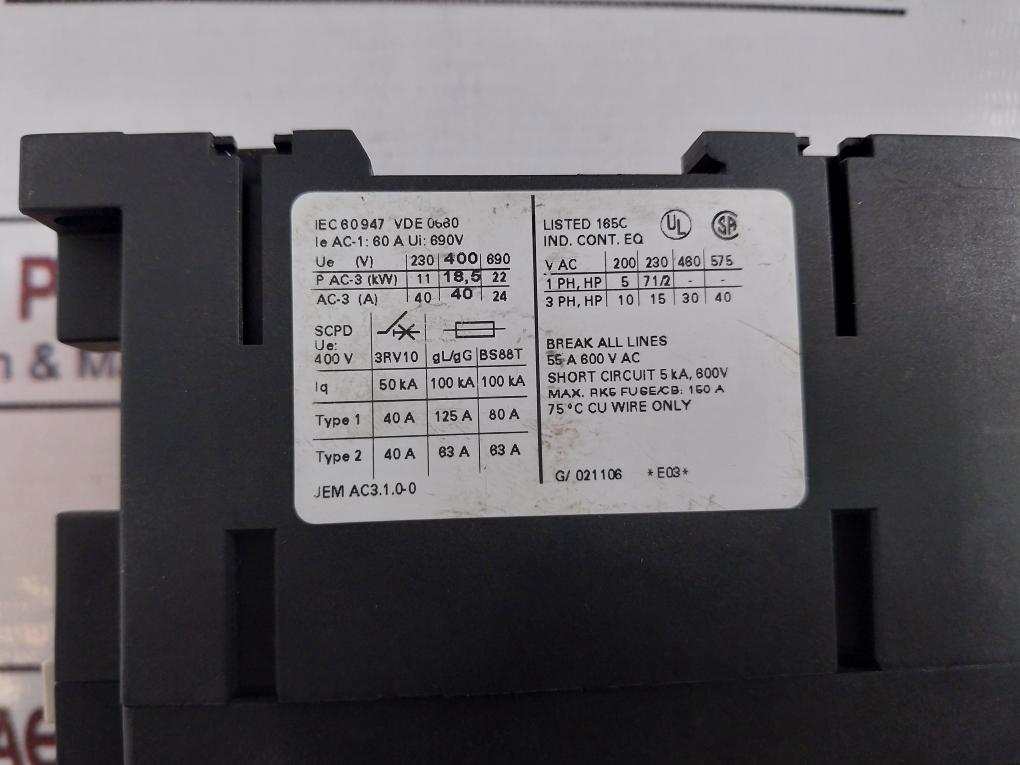 IEC 60947 VDE 0660
Ie AC-1: 60 A Ui: 690V
Ue (V) 230 400 690
P AC-3 (kW) 11 18,5 22
AC-3 (A) 40 40 24
SCPD
Ue:
400 V 3RV10 gL/gG BS88T
Iq 50 kA 100 kA 100 kA
Type 1 40 A 125 A 80 A
Type 2 40 A 63 A 63 A
JEM AC3.1.0-0
LISTED 165C UL SA
IND. CONT. EQ
V AC 200 230 460 575
1 PH, HP 5 7 1/2 - -
3 PH, HP 10 15 30 40
BREAK ALL LINES
55 A 600 V AC
SHORT CIRCUIT 5 kA, 600V
MAX. RK5 FUSE/CB: 150 A
75 °C CU WIRE ONLY
G/ 021106 *E03*
P
n & M
AE